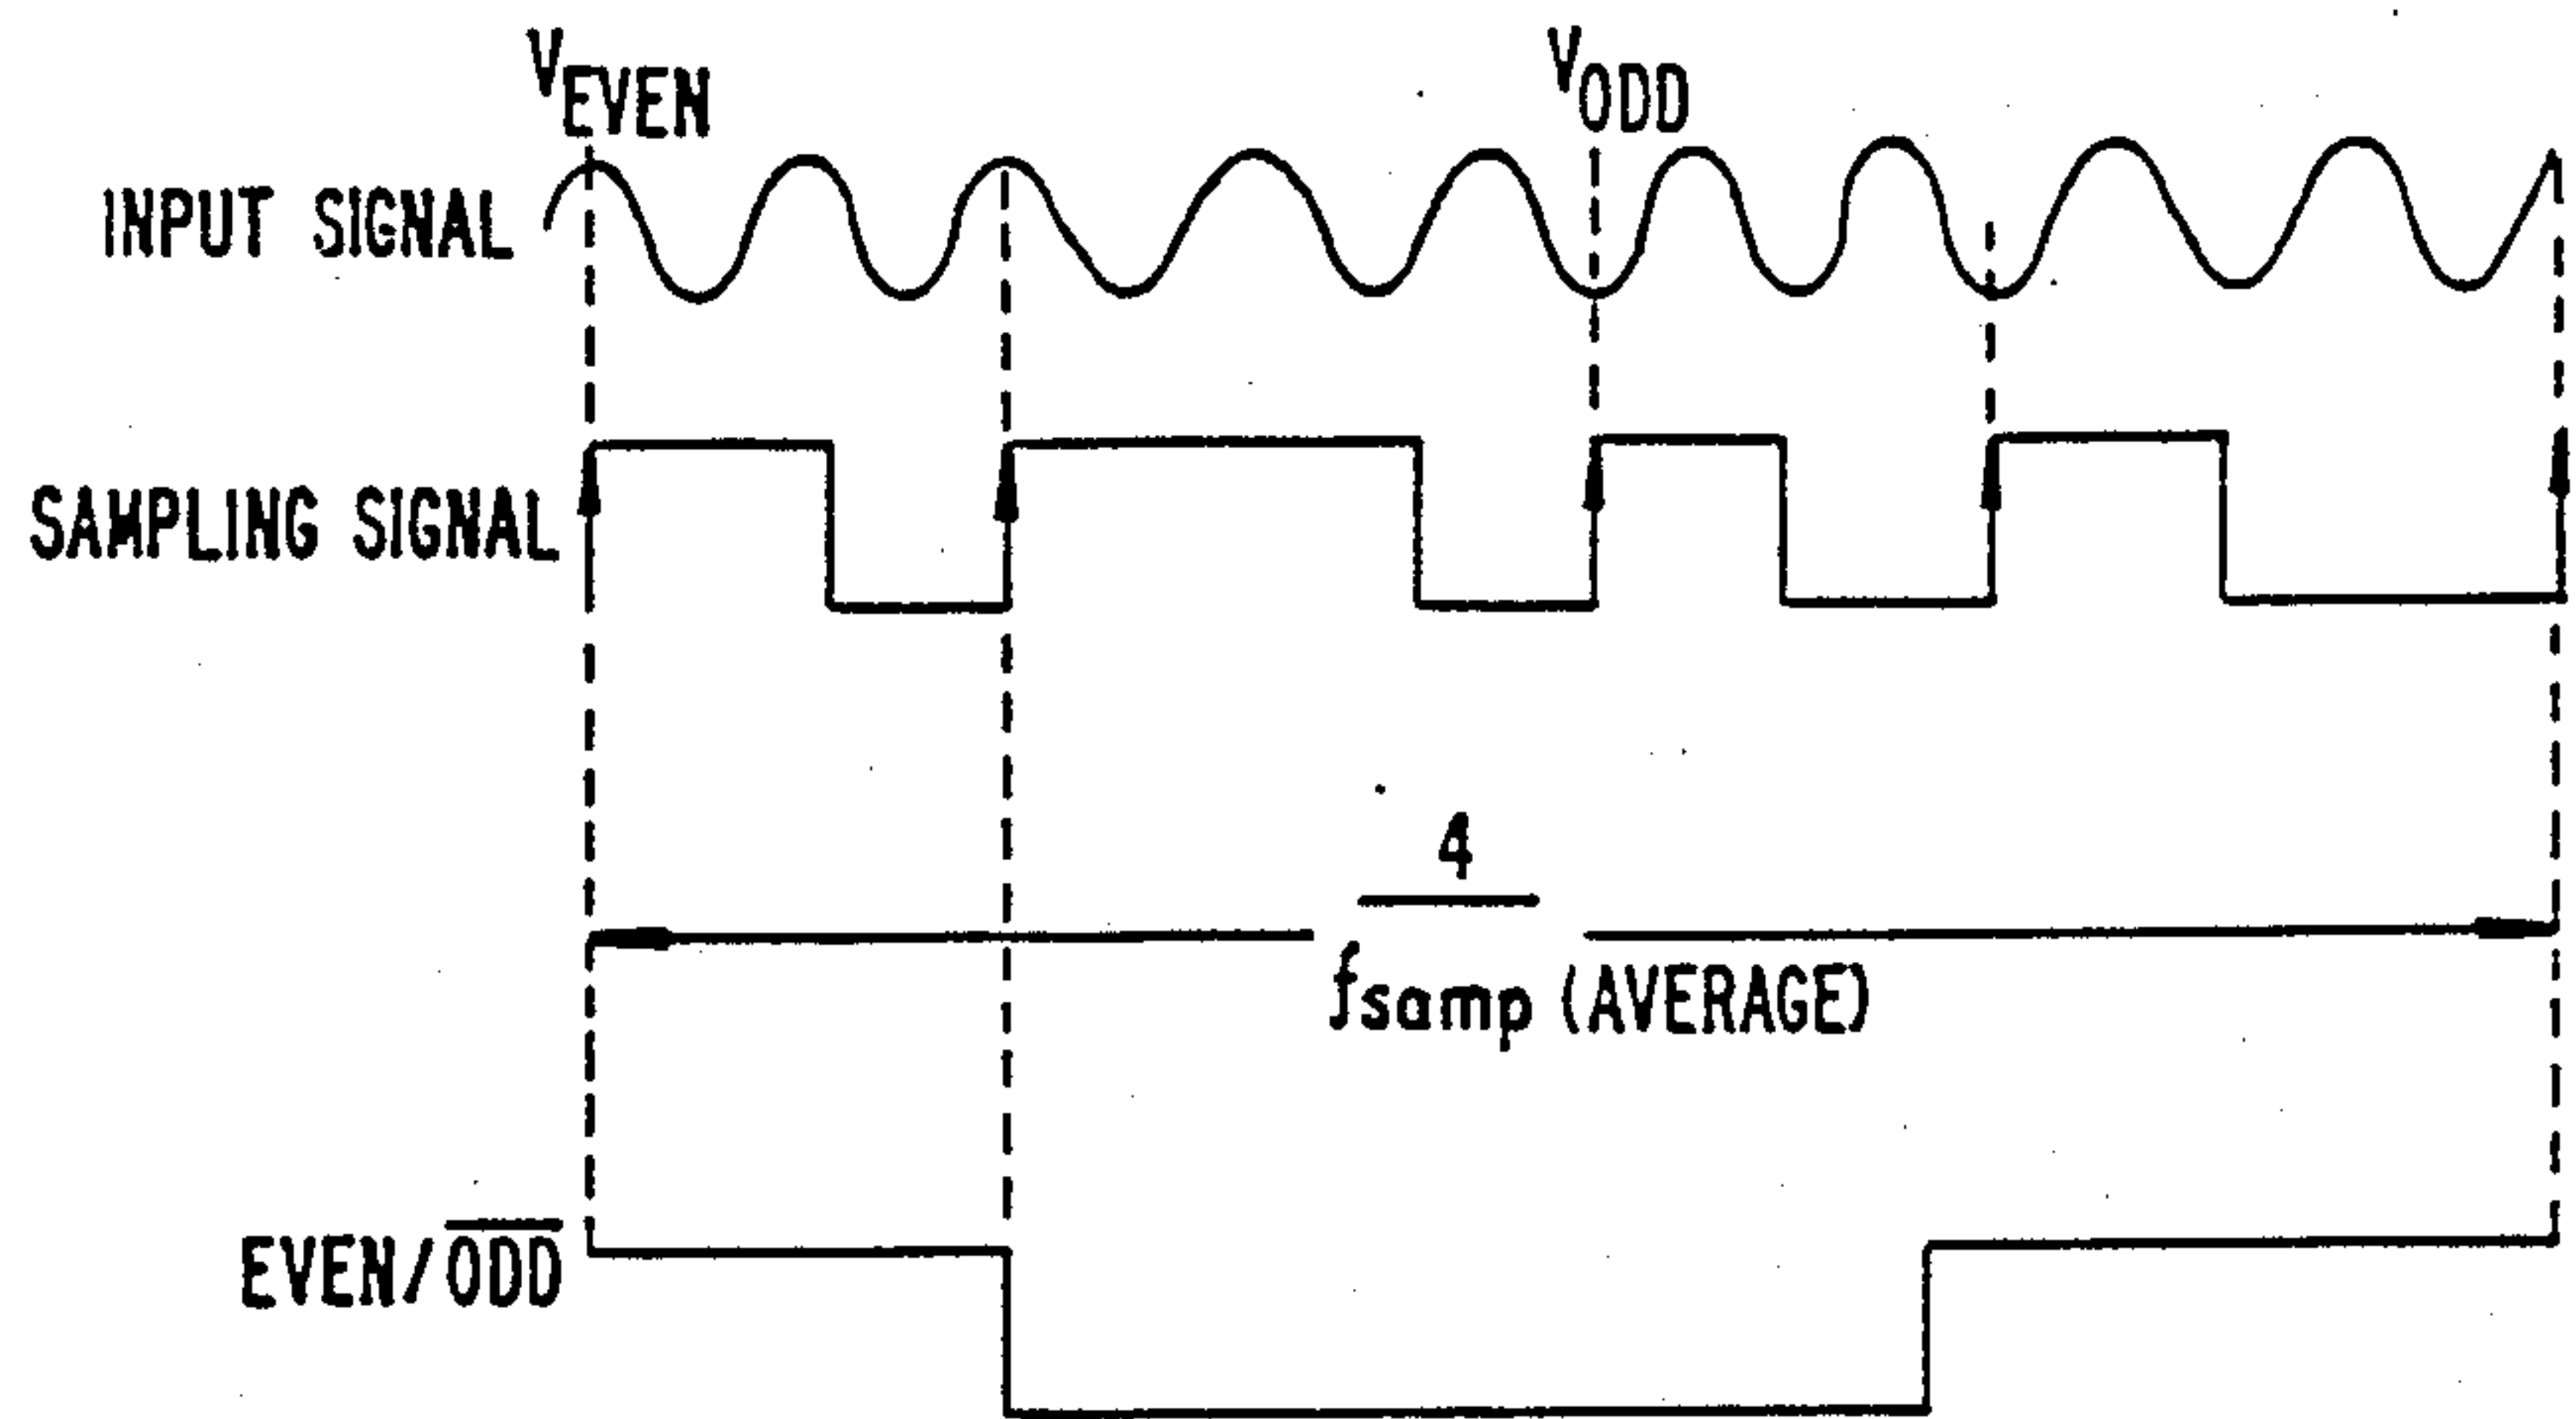 VEVEN
VODD
INPUT SIGNAL
SAMPLING SIGNAL
4
fsamp (AVERAGE)
EVEN/ODD